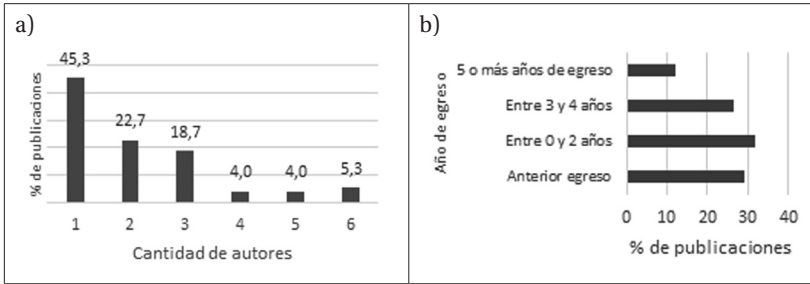 a)
% de publicaciones
45,3
22,7
18,7
4,0
4,0
5,3
1 2 3 4 5 6
Cantidad de autores
b)
Año de egreso
5 o más años de egreso
Entre 3 y 4 años
Entre 0 y 2 años
Anterior egreso
0 10 20 30 40
% de publicaciones